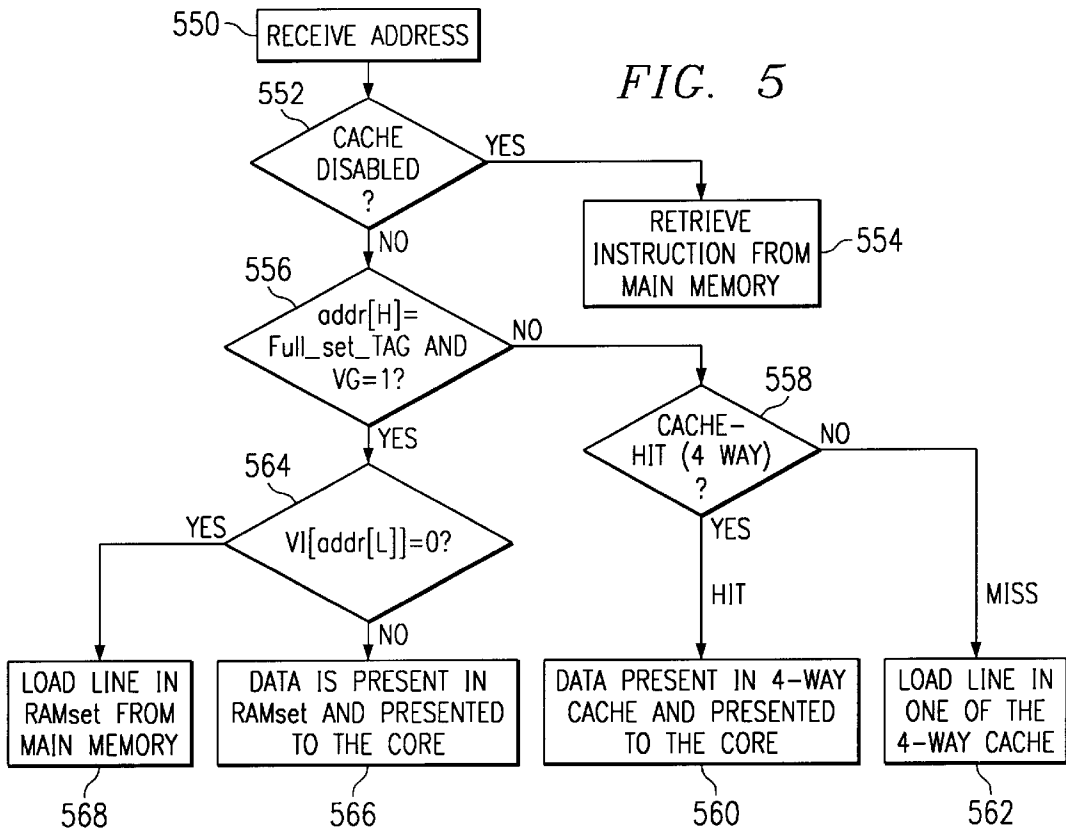 550
RECEIVE ADDRESS
FIG. 5
552
CACHE
DISABLED
?
YES
NO
RETRIEVE
INSTRUCTION FROM
MAIN MEMORY
554
556
addr[H]=
Full_set_TAG AND
VG=1?
NO
YES
558
CACHE-
HIT (4 WAY)
?
NO
YES
HIT
MISS
564
VI[addr[L]]=0?
YES
NO
LOAD LINE IN
RAMset FROM
MAIN MEMORY
568
DATA IS PRESENT IN
RAMset AND PRESENTED
TO THE CORE
566
DATA PRESENT IN 4-WAY
CACHE AND PRESENTED
TO THE CORE
560
LOAD LINE IN
ONE OF THE
4-WAY CACHE
562